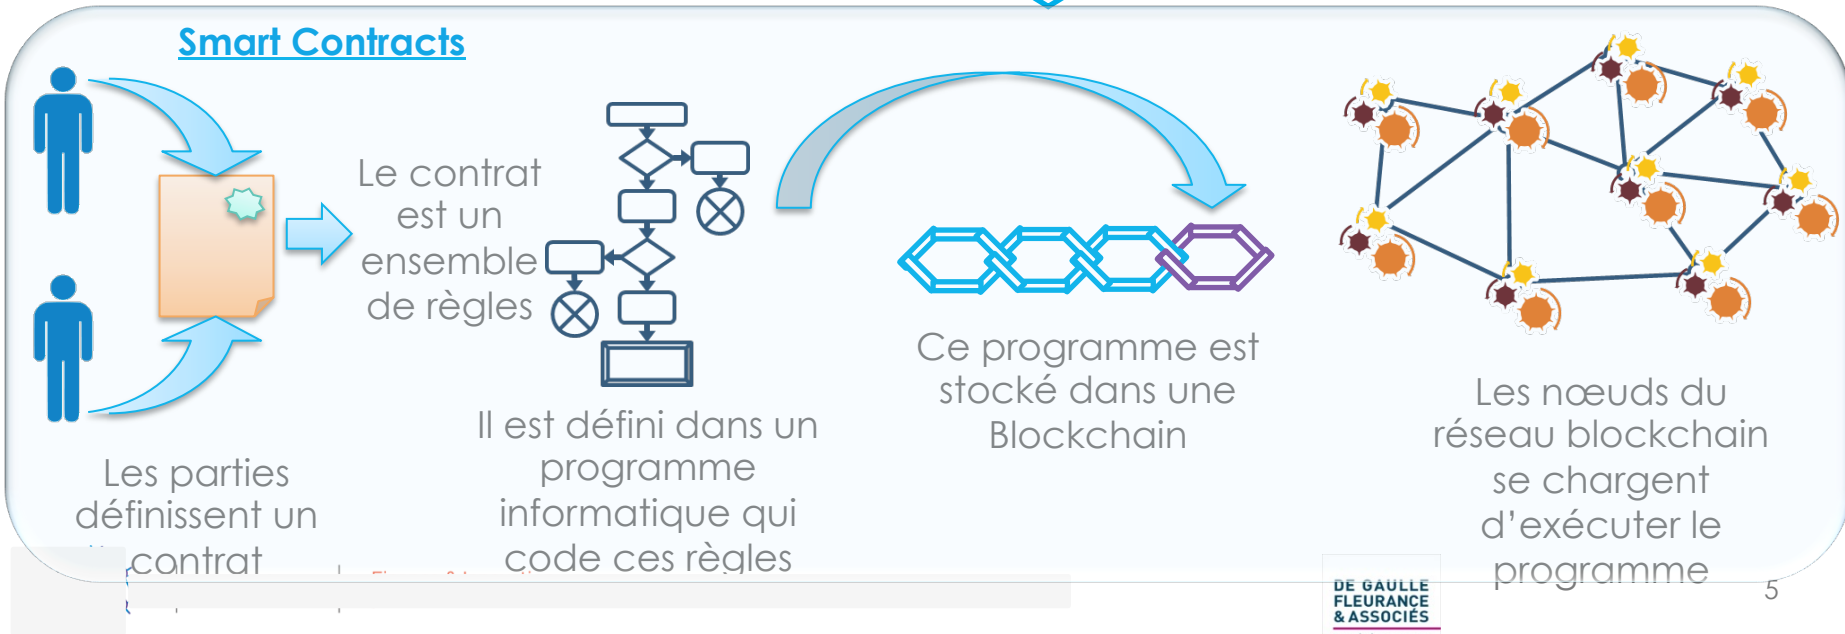 Smart Contracts
Le contrat
est un
ensemble
de règles
Les parties
définissent un
contrat
Il est défini dans un
programme
informatique qui
code ces règles
Ce programme est
stocké dans une
Blockchain
Les nœuds du
réseau blockchain
se chargent
d’exécuter le
programme
DE GAULLE
FLEURANCE
& ASSOCIÉS
5